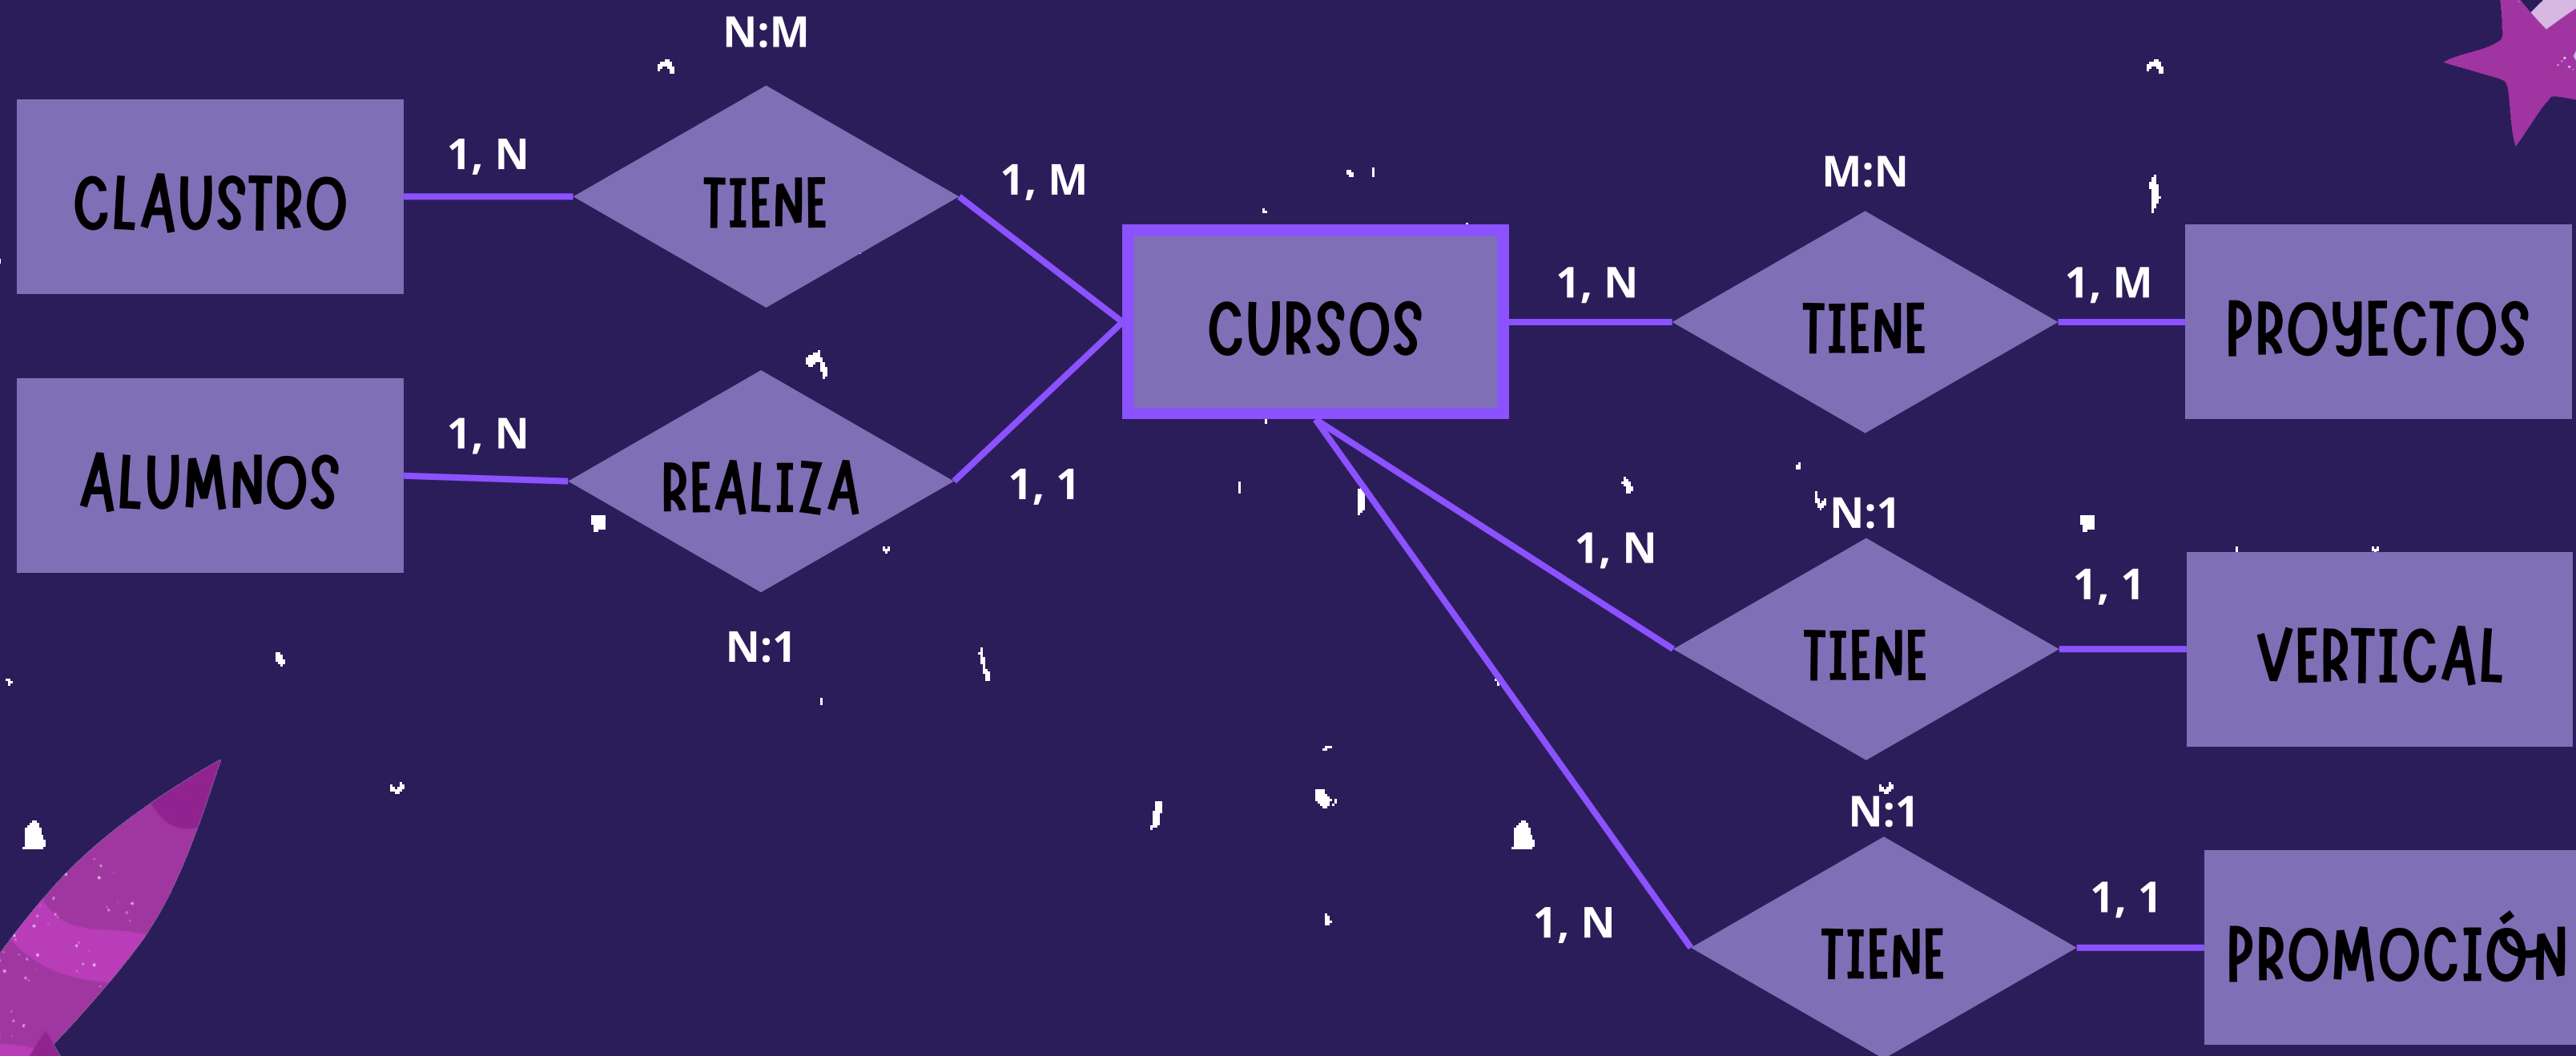 N:M
CLAUSTRO
1, N
TIENE
1, M
ALUMNOS
1, N
REALIZA
1, 1
N:1
CURSOS
M:N
1, N
TIENE
1, M
PROYECTOS
N:1
1, N
TIENE
1, 1
VERTICAL
N:1
1, N
TIENE
1, 1
PROMOCIÓN